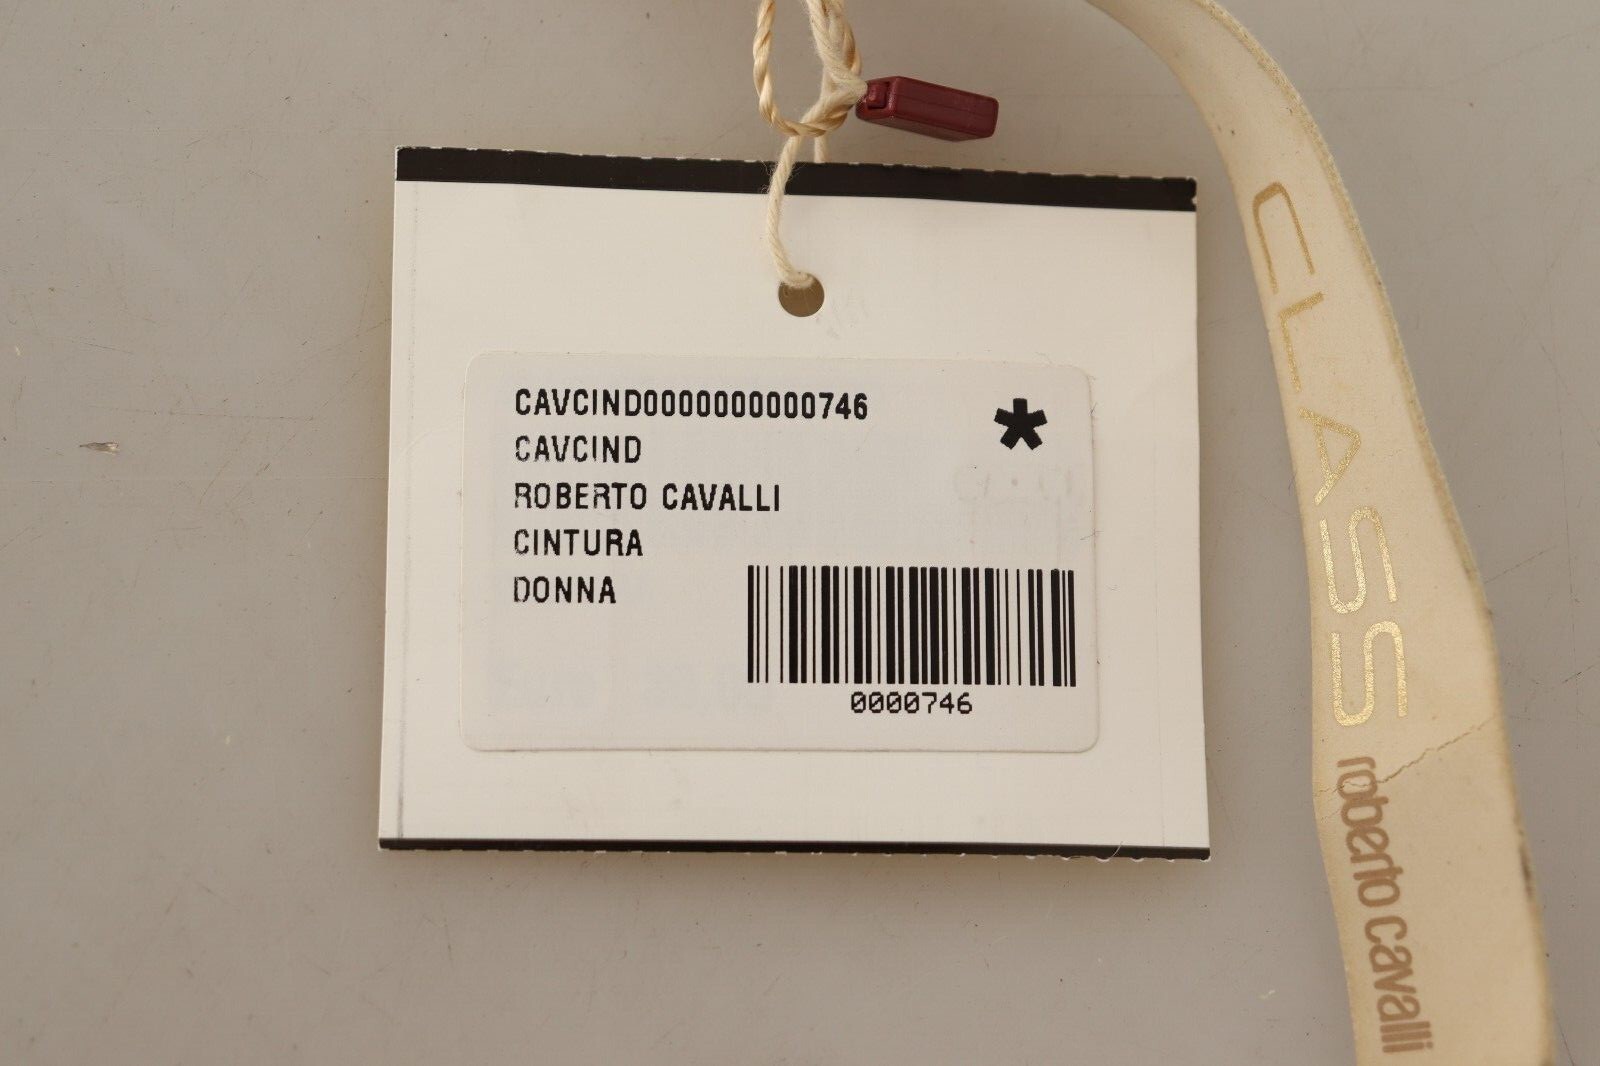 CAVCIND0000000000746
*
CAVCIND
ROBERTO CAVALLI
CINTURA
DONNA
0000746
CLASS
roberto cavalli